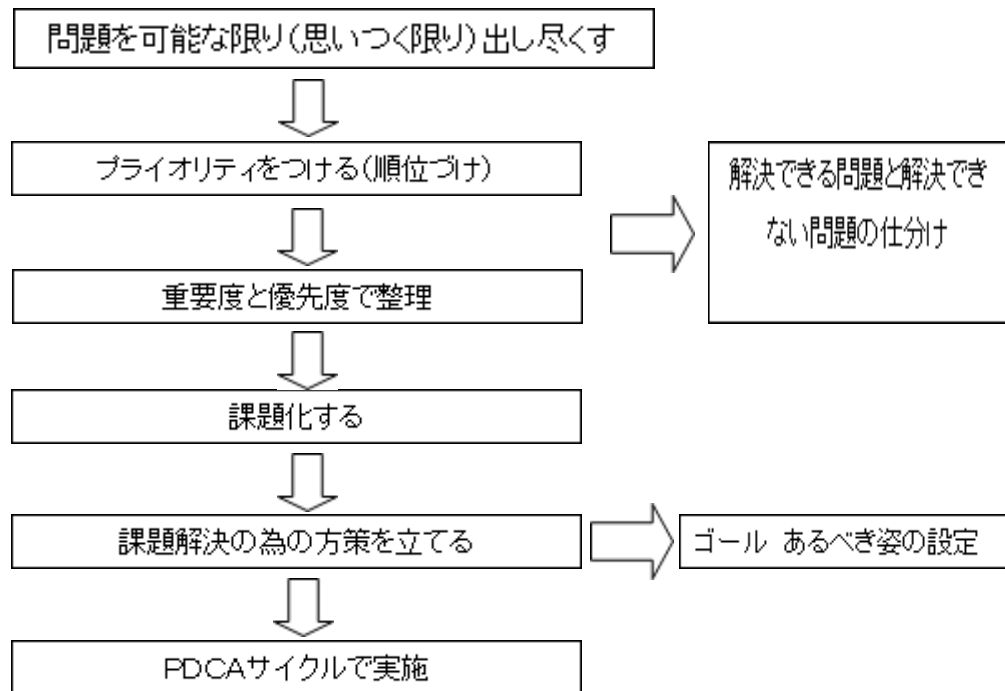 問題を可能な限り(思いつく限り)出し尽くす
プライオリティをつける(順位づけ)
解決できる問題と解決でき
ない問題の仕分け
重要度と優先度で整理
課題化する
課題解決の為の方策を立てる
ゴール あるべき姿の設定
PDCAサイクルで実施